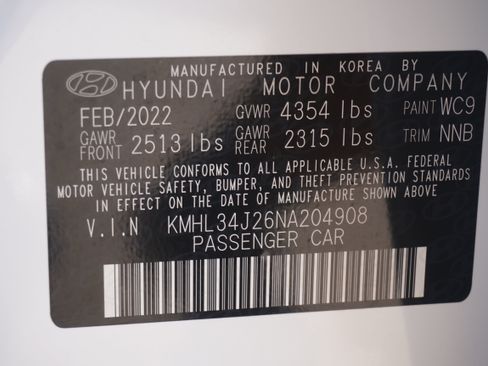 MANUFACTURED IN KOREA BY
HYUNDAI MOTOR COMPANY
FEB/2022 GVWR 4354 lbs PAINT WC9
GAWR FRONT 2513 lbs GAWR REAR 2315 lbs TRIM NNB
THIS VEHICLE CONFORMS TO ALL APPLICABLE U.S.A. FEDERAL
MOTOR VEHICLE SAFETY, BUMPER, AND THEFT PREVENTION STANDARDS
IN EFFECT ON THE DATE OF MANUFACTURE SHOWN ABOVE.
V.I.N KMHL34J26NA204908
PASSENGER CAR